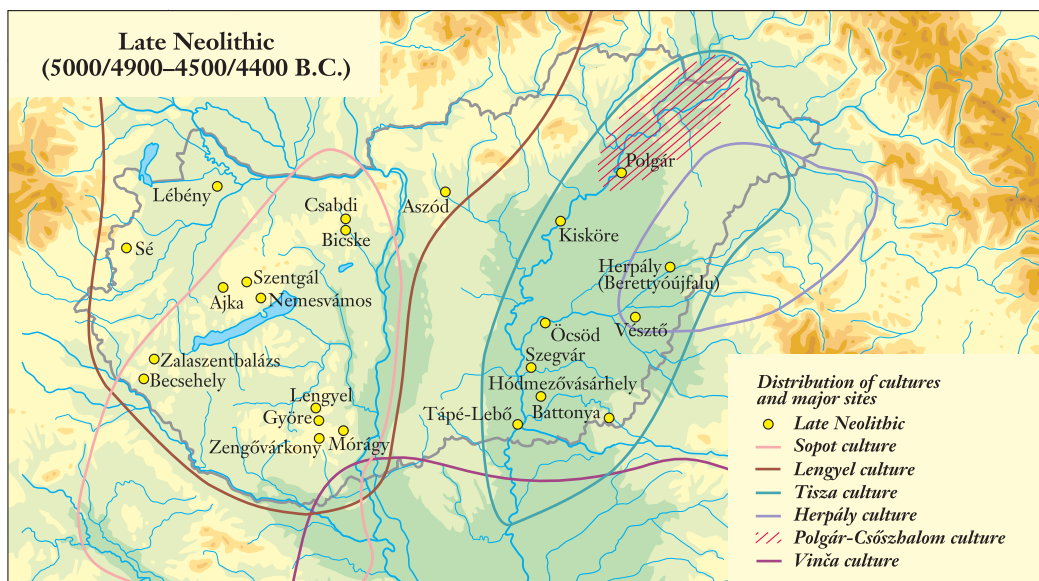 Late Neolithic
(5000/4900–4500/4400 B.C.)
Polgár
Lébény
Aszód
Csabdi
Bicske
Kisköre
Sé
Herpály
(Berettyóújfalu)
Szentgál
Ajka
Nemesvámos
Vésztő
Öcsöd
Zalaszentbalázs
Szegvár
Becsehely
Hódmezővásárhely
Lengyel
Györe
Tápé-Lebő
Battonya
Zengővárkony
Mórágy
Distribution of cultures
and major sites
Late Neolithic
Sopot culture
Lengyel culture
Tisza culture
Herpály culture
Polgár-Csőszhalom culture
Vinča culture